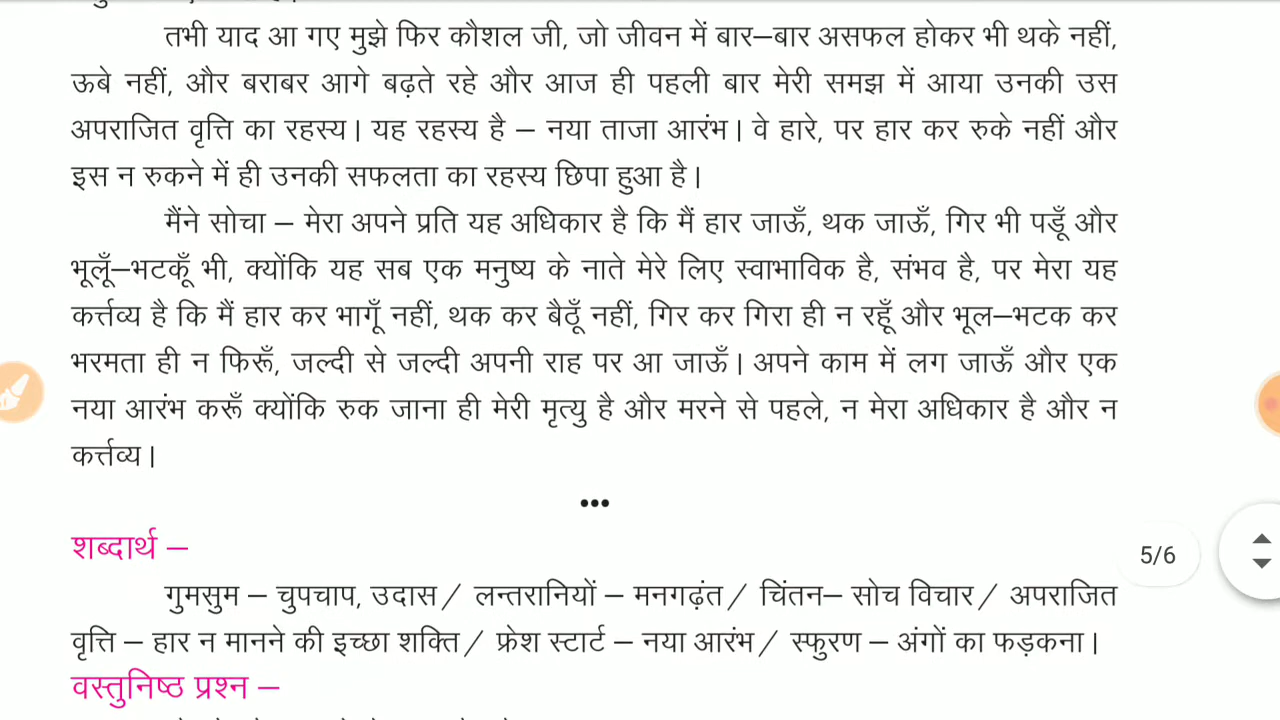 तभी याद आ गए मुझे फिर कौशल जी, जो जीवन में बार–बार असफल होकर भी थके नहीं,
ऊबे नहीं, और बराबर आगे बढ़ते रहे और आज ही पहली बार मेरी समझ में आया उनकी उस
अपराजित वृत्ति का रहस्य। यह रहस्य है – नया ताजा आरंभ। वे हारे, पर हार कर रुके नहीं और
इस न रुकने में ही उनकी सफलता का रहस्य छिपा हुआ है।
मैंने सोचा – मेरा अपने प्रति यह अधिकार है कि मैं हार जाऊँ, थक जाऊँ, गिर भी पड़ूँ और
भूलूँ–भटकूँ भी, क्योंकि यह सब एक मनुष्य के नाते मेरे लिए स्वाभाविक है, संभव है, पर मेरा यह
कर्त्तव्य है कि मैं हार कर भागूँ नहीं, थक कर बैठूँ नहीं, गिर कर गिरा ही न रहूँ और भूल–भटक कर
भरमता ही न फिरूँ, जल्दी से जल्दी अपनी राह पर आ जाऊँ। अपने काम में लग जाऊँ और एक
नया आरंभ करूँ क्योंकि रुक जाना ही मेरी मृत्यु है और मरने से पहले, न मेरा अधिकार है और न
कर्त्तव्य।
•••
शब्दार्थ –
5/6
गुमसुम – चुपचाप, उदास / लन्तरानियों – मनगढ़ंत / चिंतन– सोच विचार / अपराजित
वृत्ति – हार न मानने की इच्छा शक्ति / फ्रेश स्टार्ट – नया आरंभ / स्फुरण – अंगों का फड़कना।
वस्तुनिष्ठ प्रश्न –